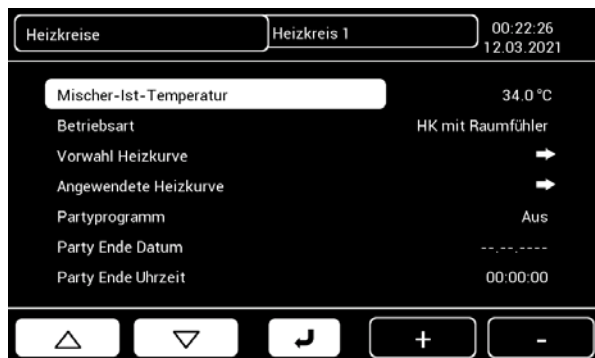 Heizkreise Heizkreis 1 00:22:26
12.03.2021
Mischer-Ist-Temperatur 34.0 °C
Betriebsart HK mit Raumfühler
Vorwahl Heizkurve
Angewendete Heizkurve
Partyprogramm Aus
Party Ende Datum --.--.----
Party Ende Uhrzeit 00:00:00
+ -